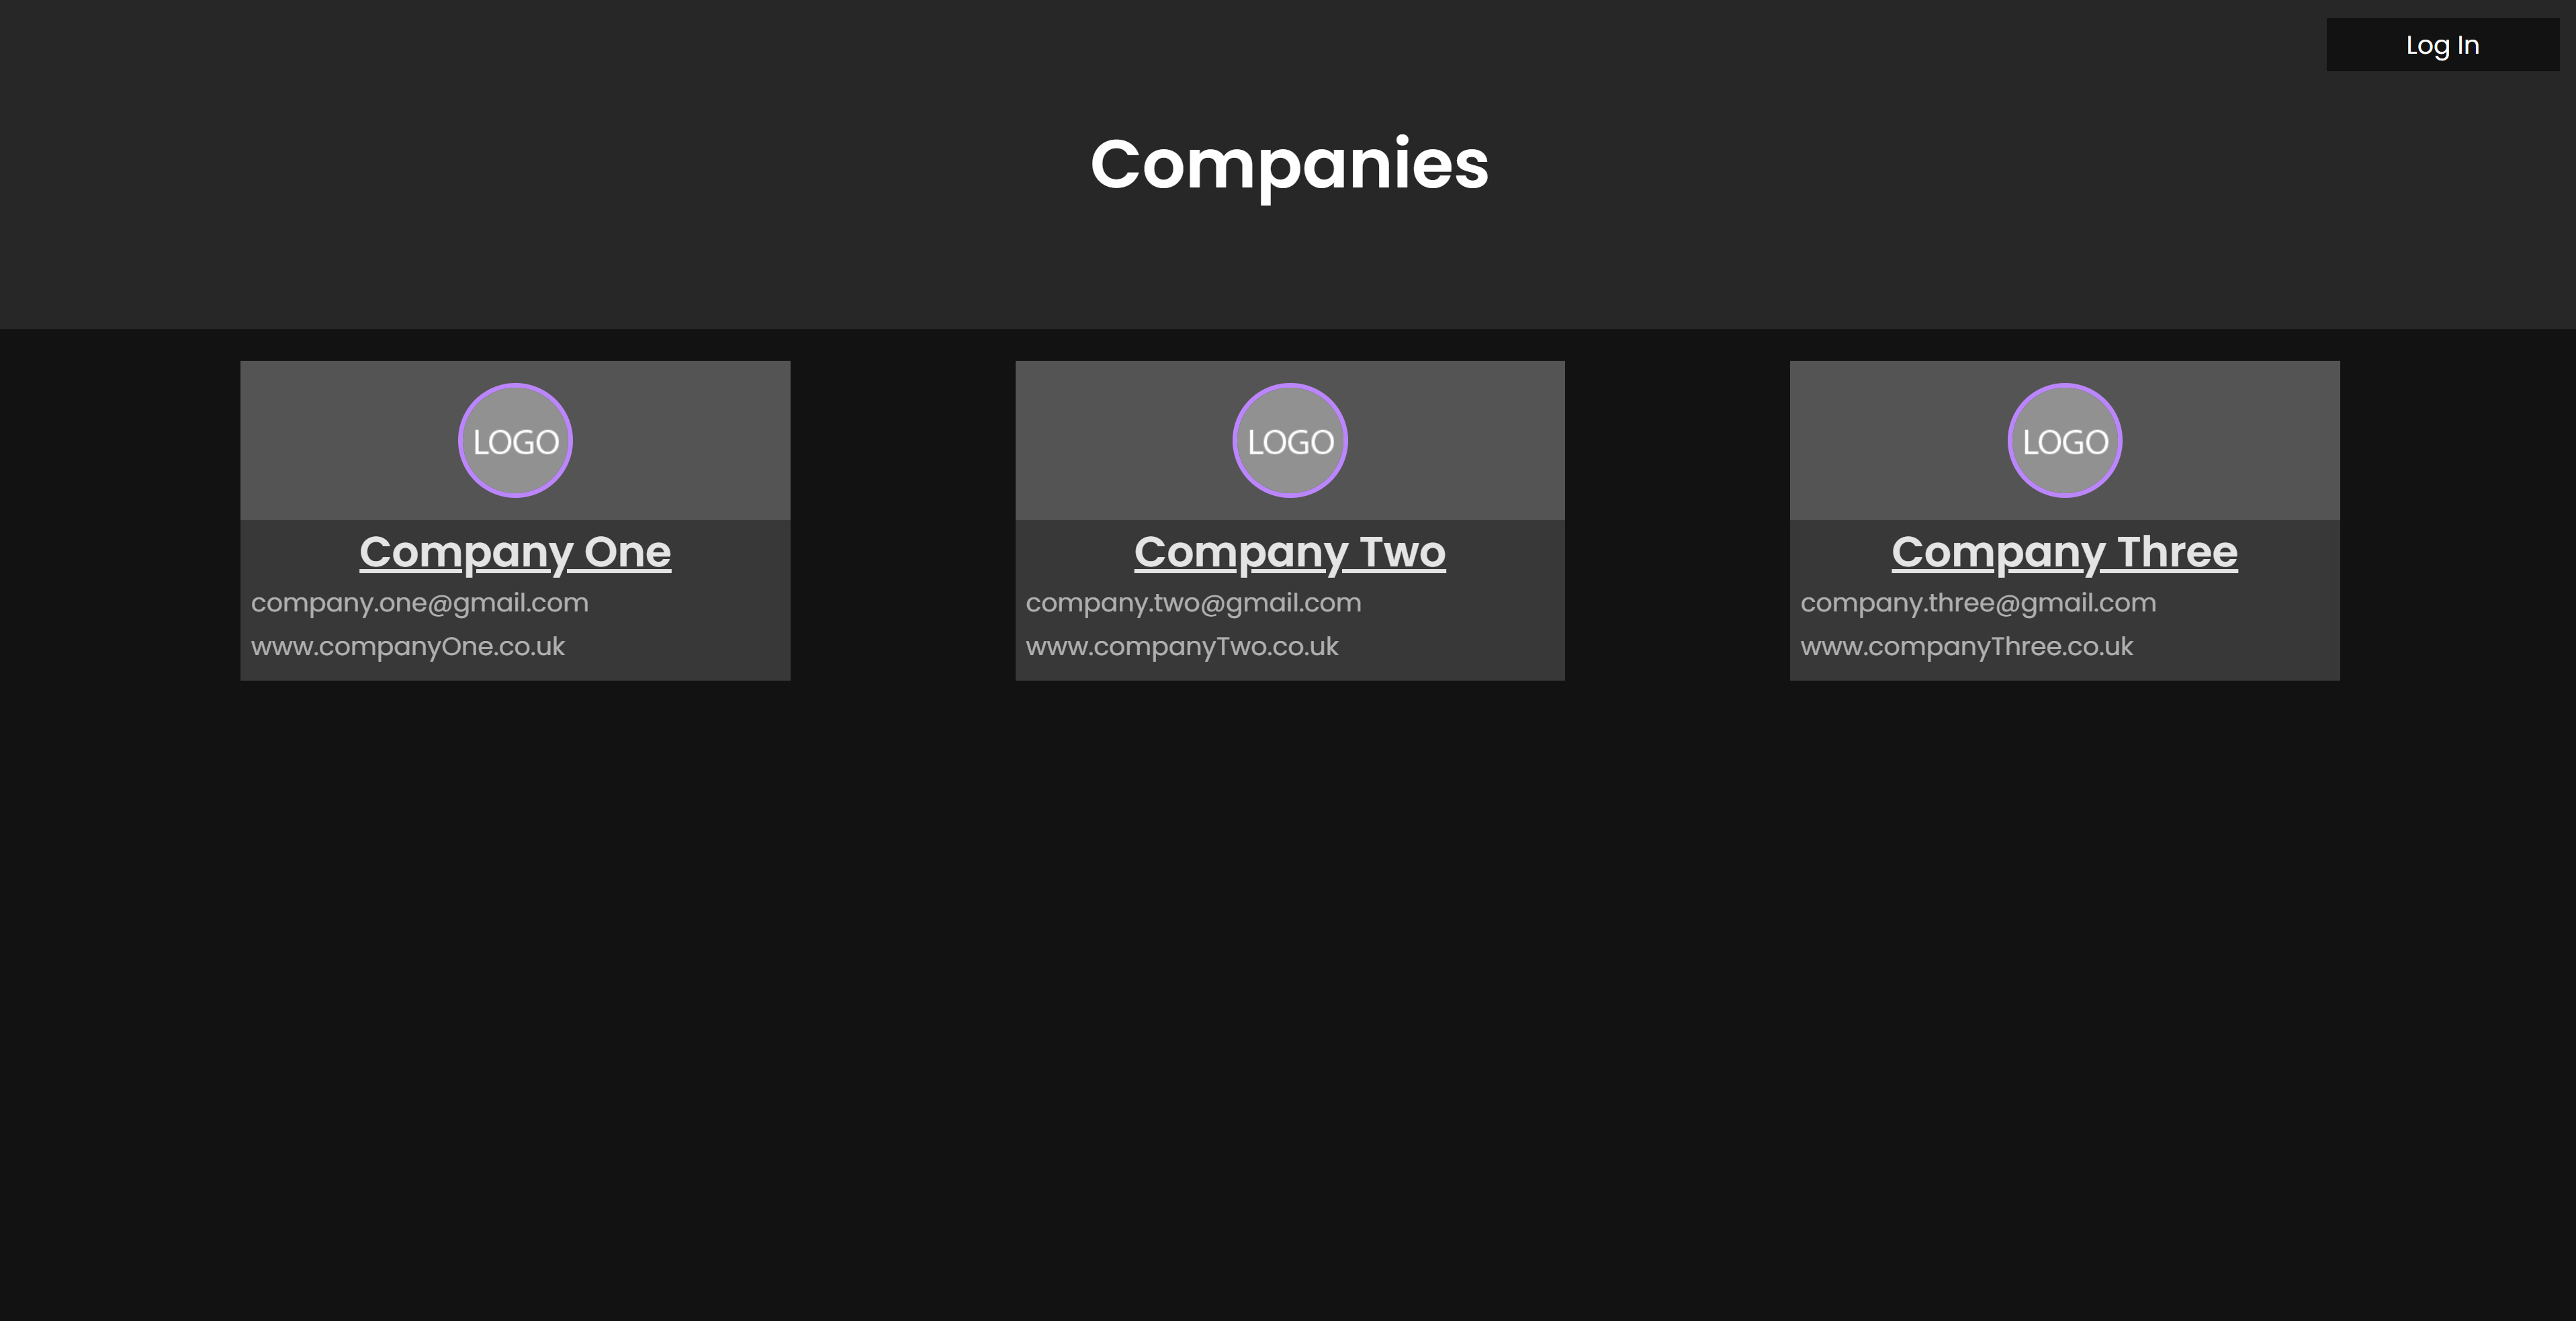 Log In
Companies
LOGO
Company One
company.one@gmail.com
www.companyOne.co.uk
LOGO
Company Two
company.two@gmail.com
www.companyTwo.co.uk
LOGO
Company Three
company.three@gmail.com
www.companyThree.co.uk